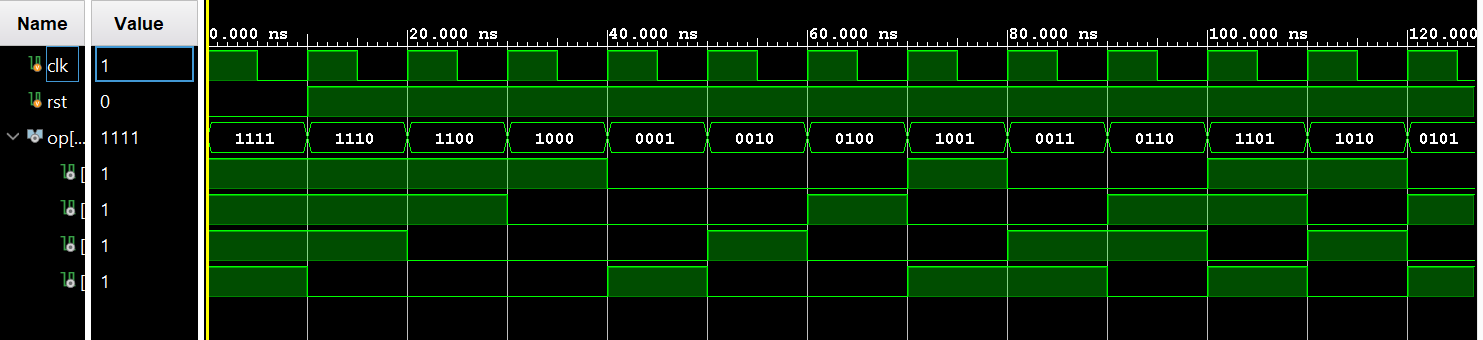 Name Value
0.000 ns 20.000 ns 40.000 ns 60.000 ns 80.000 ns 100.000 ns 120.000
clk 1
rst 0
op[... 1111 1111 1110 1100 1000 0001 0010 0100 1001 0011 0110 1101 1010 0101
[ 1
[ 1
[ 1
[ 1